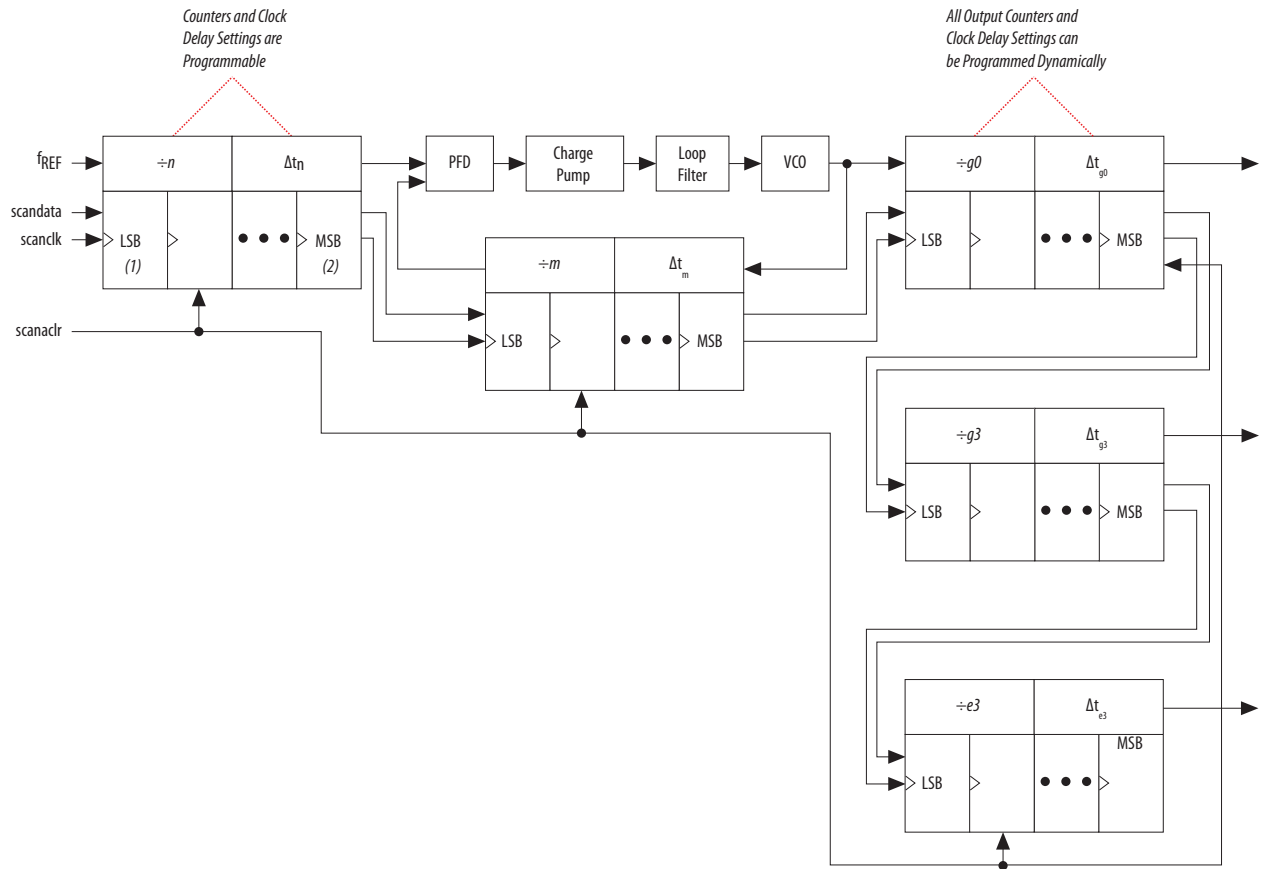 Counters and Clock
Delay Settings are
Programmable
All Output Counters and
Clock Delay Settings can
be Programmed Dynamically
fREF
÷n
Δtn
PFD
Charge
Pump
Loop
Filter
VCO
÷g0
Δtg0
scandata
scanclk
LSB
(1)
MSB
(2)
LSB
MSB
÷m
Δtm
LSB
MSB
scanaclr
÷g3
Δtg3
LSB
MSB
÷e3
Δte3
MSB
LSB